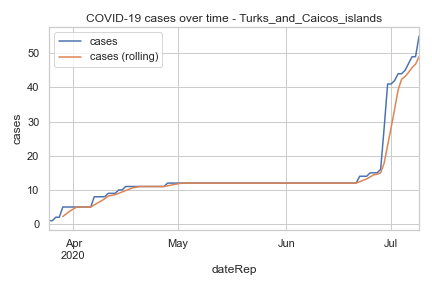 COVID-19 cases over time - Turks_and_Caicos_islands
cases
cases (rolling)
cases
50
40
30
20
10
0
Apr
2020
May
Jun
Jul
dateRep